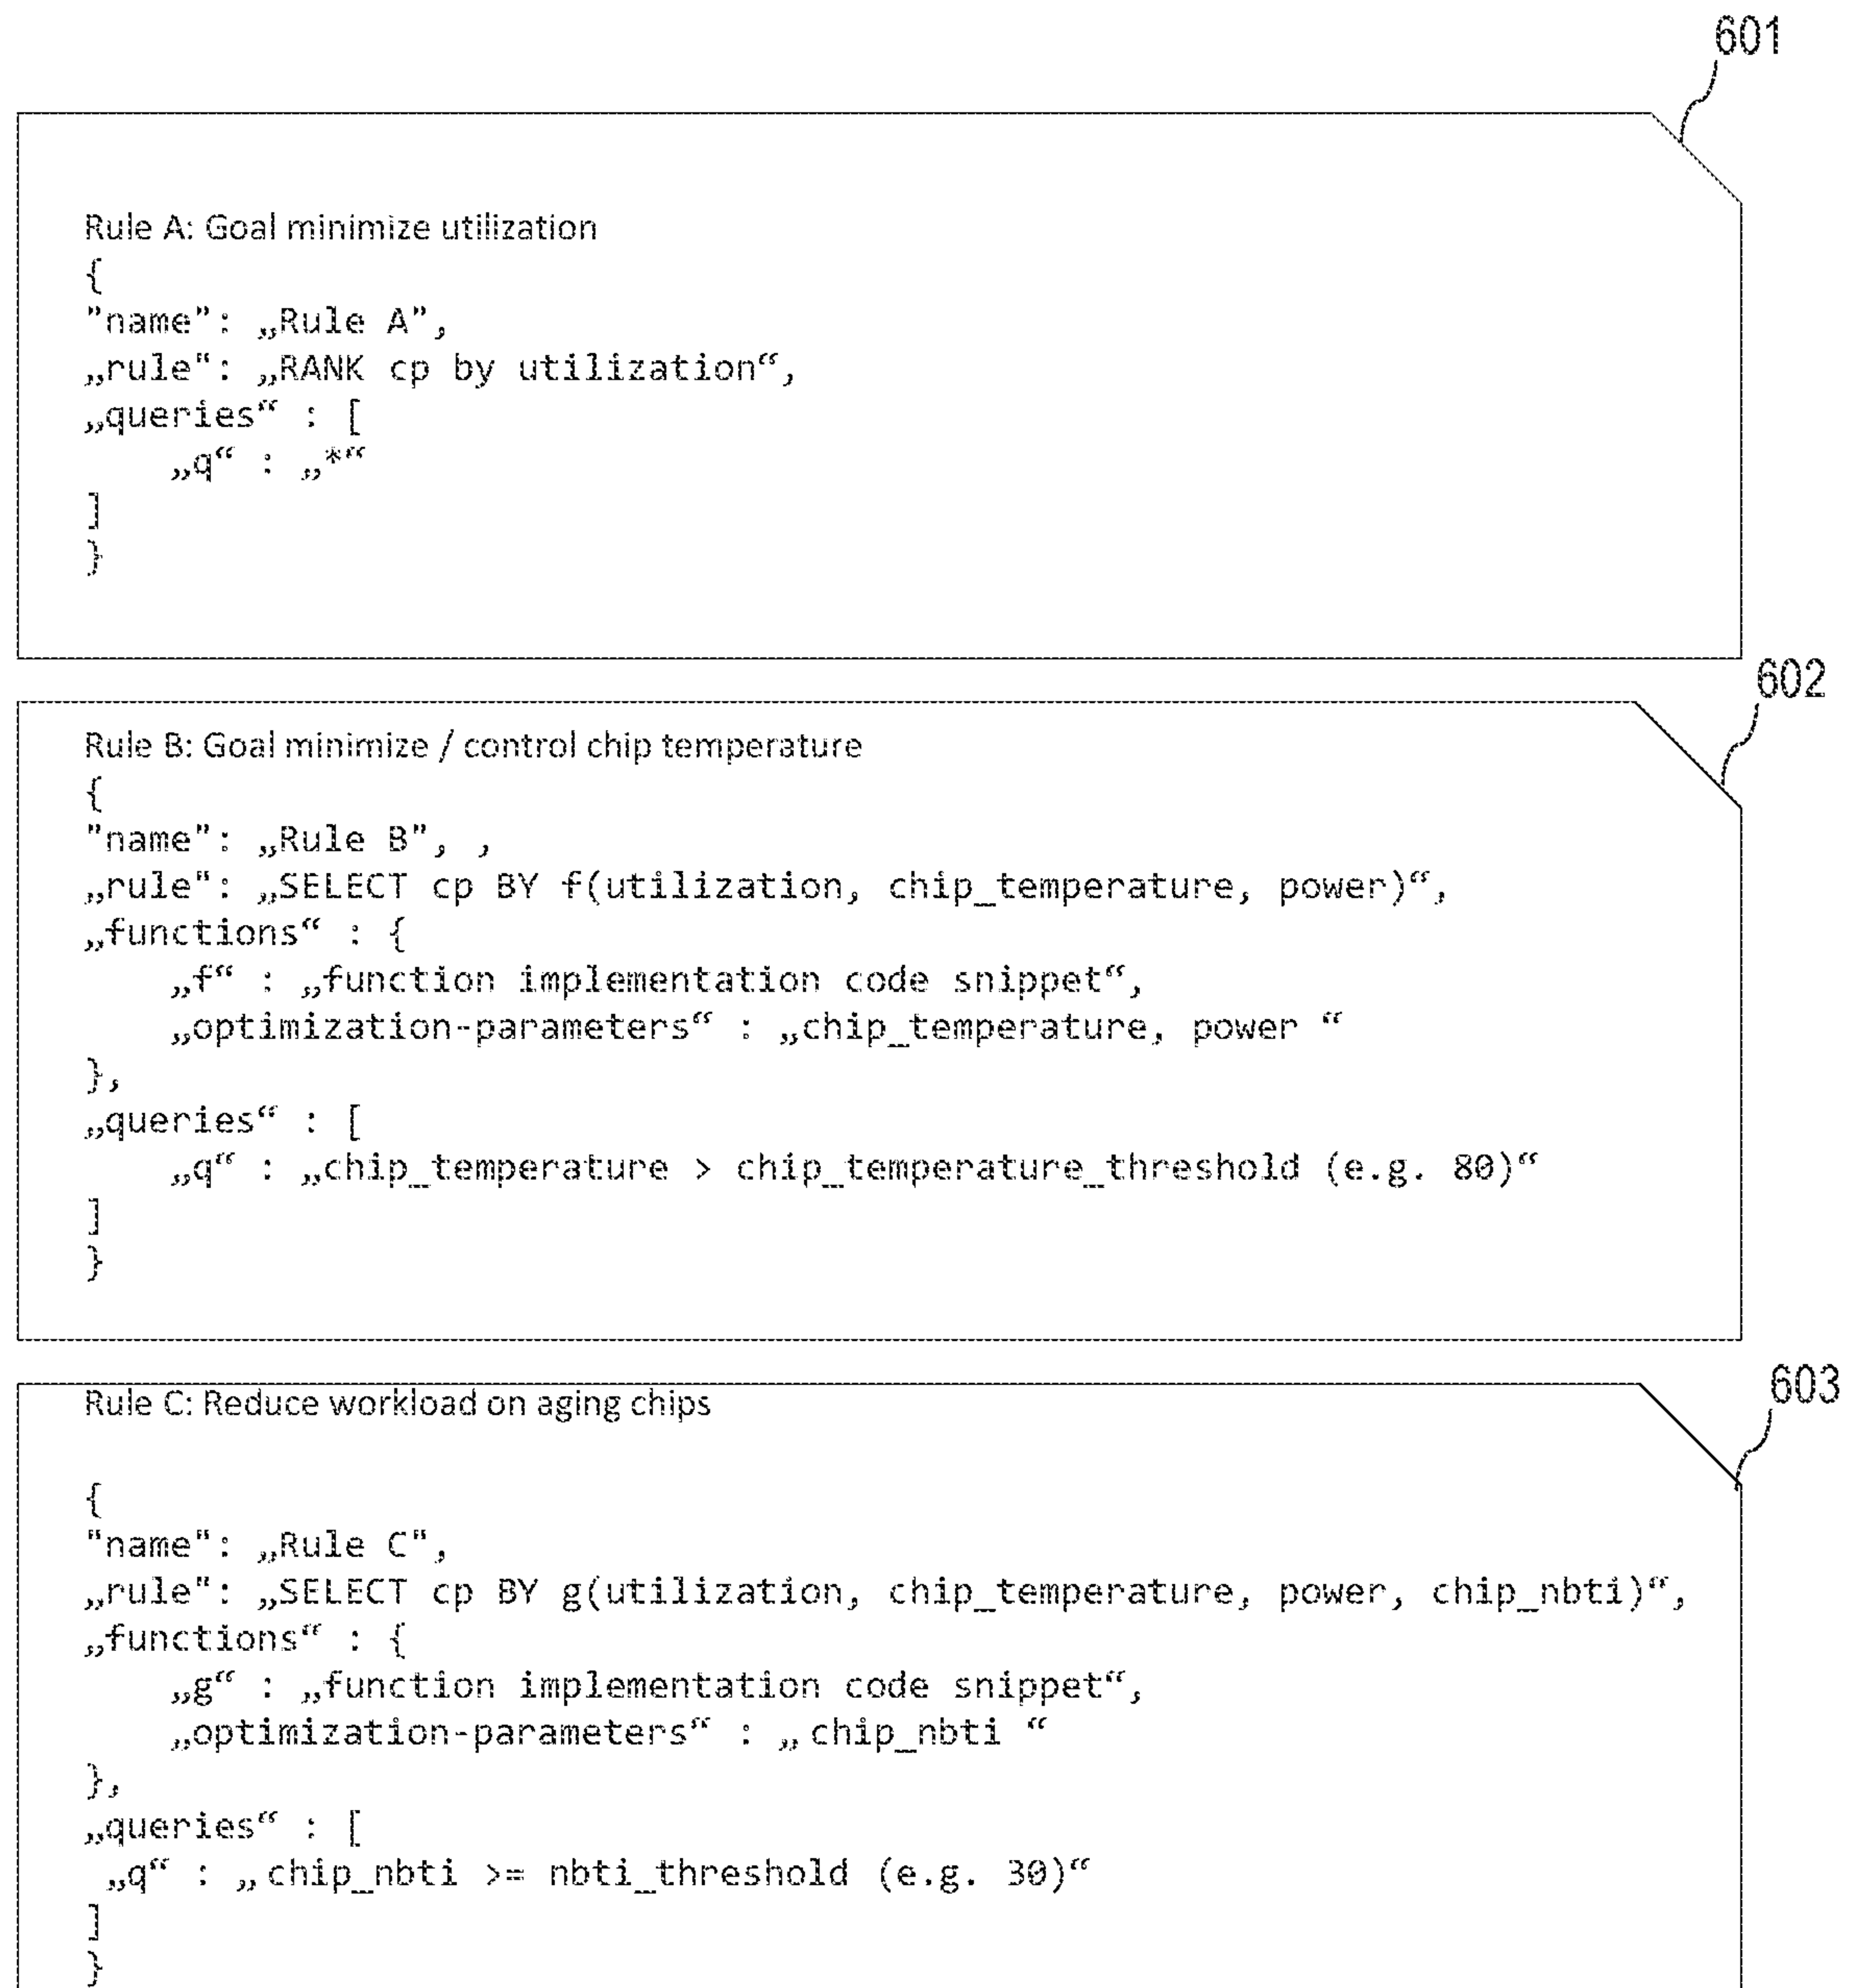 601
Rule A: Goal minimize utilization
{
"name": „Rule A",
„rule": „RANK cp by utilization“,
„queries“ : [
„q“ : „*“
]
}
602
Rule B: Goal minimize / control chip temperature
{
"name": „Rule B", ,
„rule": „SELECT cp BY f(utilization, chip_temperature, power)“,
„functions“ : {
„f“ : „function implementation code snippet“,
„optimization-parameters“ : „chip_temperature, power “
},
„queries“ : [
„q“ : „chip_temperature > chip_temperature_threshold (e.g. 80)“
]
}
603
Rule C: Reduce workload on aging chips
{
"name": „Rule C",
„rule": „SELECT cp BY g(utilization, chip_temperature, power, chip_nbti)“,
„functions“ : {
„g“ : „function implementation code snippet“,
„optimization-parameters“ : „ chip_nbti “
},
„queries“ : [
„q“ : „ chip_nbti >= nbti_threshold (e.g. 30)“
]
}